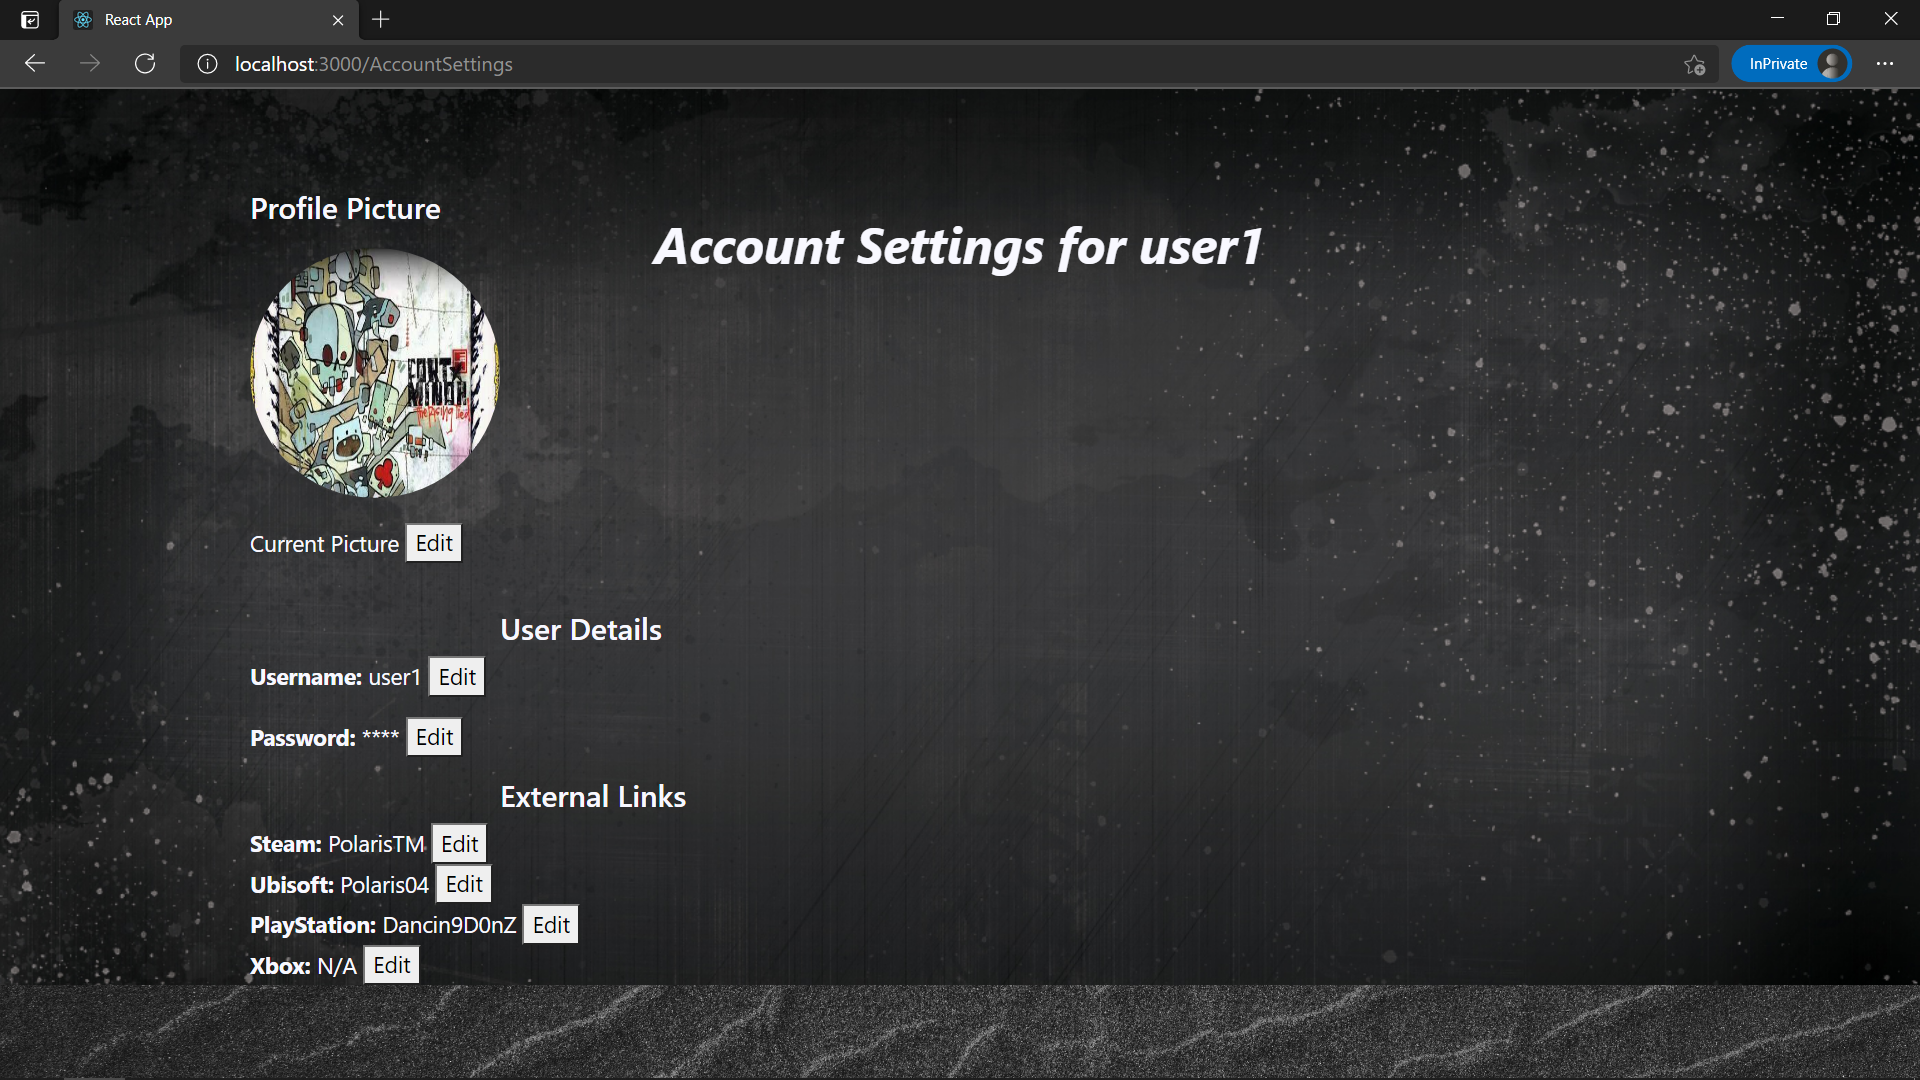 React App
localhost:3000/AccountSettings
InPrivate
Profile Picture
Account Settings for user1
FORT MINOR
The Rising Tied
Current Picture Edit
User Details
Username: user1 Edit
Password: **** Edit
External Links
Steam: PolarisTM Edit
Ubisoft: Polaris04 Edit
PlayStation: Dancin9D0nZ Edit
Xbox: N/A Edit